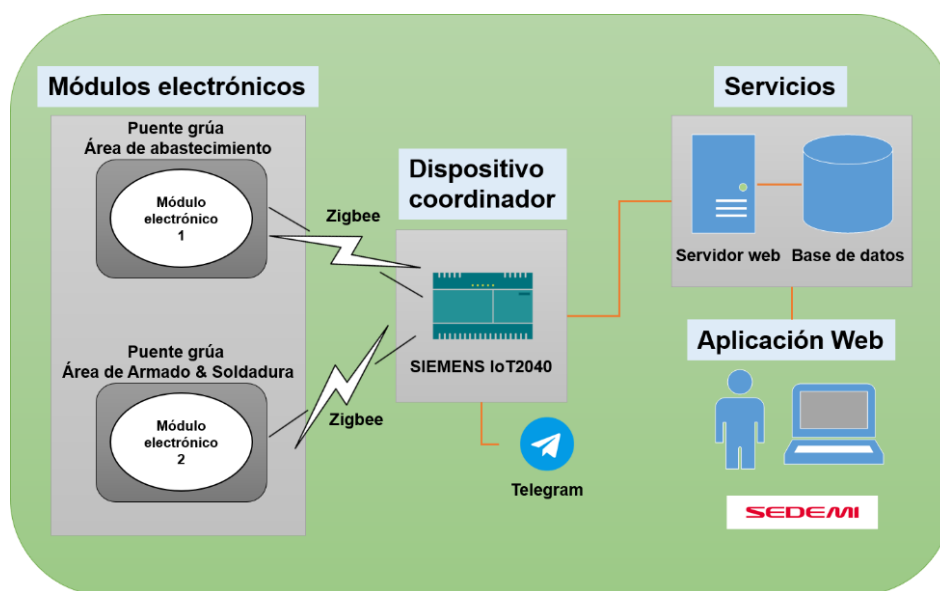 Módulos electrónicos
Puente grúa
Área de abastecimiento
Módulo
electrónico
1
Zigbee
Puente grúa
Área de Armado & Soldadura
Módulo
electrónico
2
Zigbee
Dispositivo
coordinador
SIEMENS IoT2040
Telegram
Servicios
Servidor web
Base de datos
Aplicación Web
SEDEMI